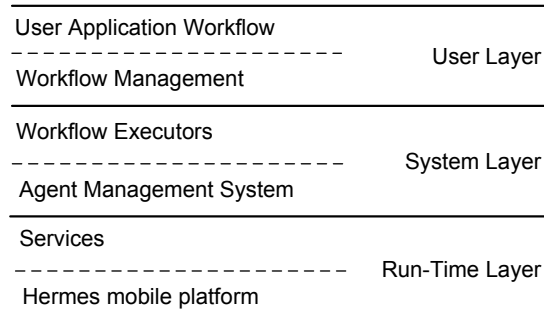 User Application Workflow
User Layer
Workflow Management
Workflow Executors
System Layer
Agent Management System
Services
Run-Time Layer
Hermes mobile platform